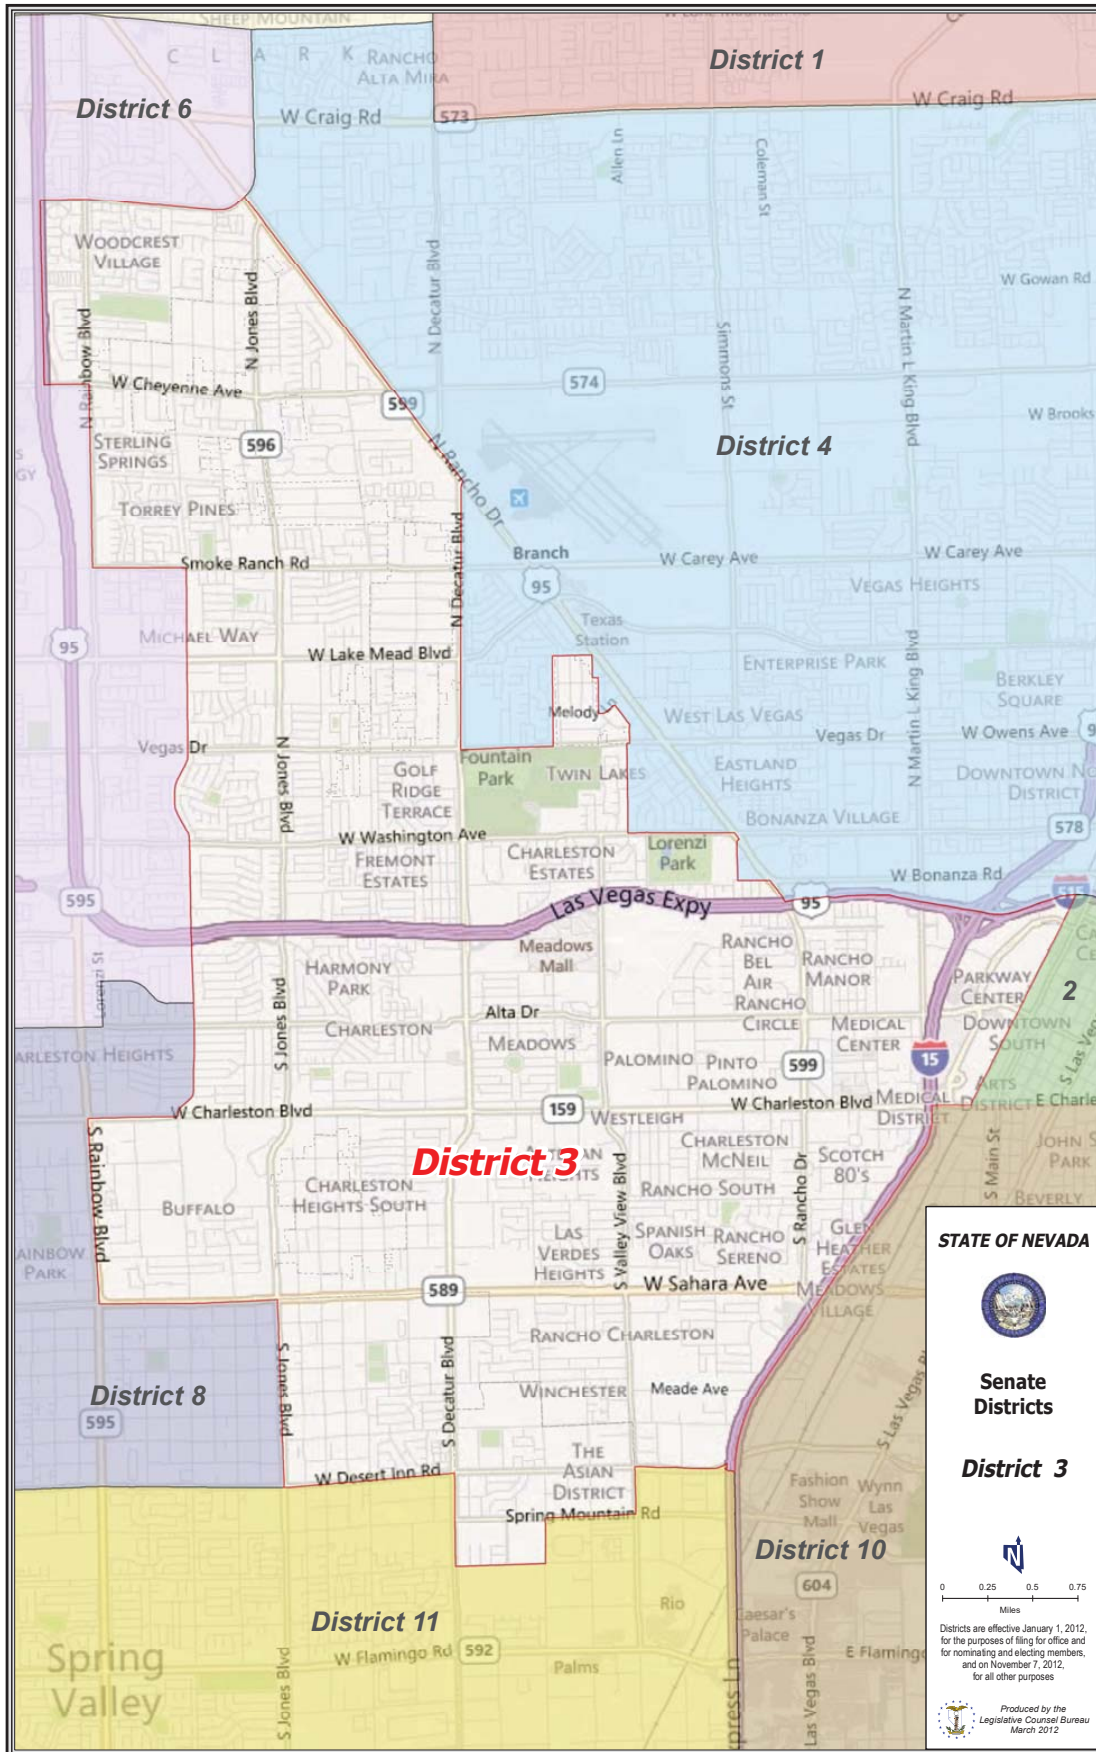 SHEEP MOUNTAIN
C L A R K
RANCHO
ALTA MIRA
District 1
District 6
W Craig Rd
573
W Craig Rd
Allen Ln
Coleman St
WOODCREST
VILLAGE
N Jones Blvd
N Rainbow Blvd
N Decatur Blvd
Simmons St
N Martin L King Blvd
W Gowan Rd
W Cheyenne Ave
574
599
W Brooks
STERLING
SPRINGS
596
N Rancho Dr
District 4
TORREY PINES
Smoke Ranch Rd
N Decatur Blvd
Branch
95
W Carey Ave
W Carey Ave
VEGAS HEIGHTS
MICHAEL WAY
95
W Lake Mead Blvd
Texas
Station
ENTERPRISE PARK
N Martin L King Blvd
BERKLEY
SQUARE
Melody Ln
WEST LAS VEGAS
Vegas Dr
Vegas Dr
W Owens Ave
N Jones Blvd
GOLF
RIDGE
TERRACE
Fountain
Park
TWIN LAKES
EASTLAND
HEIGHTS
DOWNTOWN NO
DISTRICT
BONANZA VILLAGE
578
W Washington Ave
FREMONT
ESTATES
CHARLESTON
ESTATES
Lorenzi
Park
W Bonanza Rd
595
Las Vegas Expy
95
515
Lorenzi St
Meadows
Mall
HARMONY
PARK
S Jones Blvd
RANCHO
BEL
AIR
RANCHO
MANOR
PARKWAY
CENTER
2
Alta Dr
RANCHO
CIRCLE
CHARLESTON
MEADOWS
MEDICAL
CENTER
DOWNTOWN
SOUTH
S Las Veg
ARLESTON HEIGHTS
PALOMINO
PINTO
PALOMINO
599
15
ARTS
DISTRICT
W Charleston Blvd
159
WESTLEIGH
W Charleston Blvd
MEDICAL
DISTRICT
E Charle
S Rainbow Blvd
District 3
CHARLESTON
MCNEIL
SCOTCH
80's
S Main St
JOHN S
PARK
BUFFALO
CHARLESTON
HEIGHTS SOUTH
RANCHO SOUTH
S Rancho Dr
BEVERLY
S Valley View Blvd
AINBOW
PARK
LAS
VERDES
HEIGHTS
SPANISH
OAKS
RANCHO
SERENO
GLEN
HEATHER
ESTATES
589
W Sahara Ave
MEADOWS
VILLAGE
RANCHO CHARLESTON
S Jones Blvd
S Decatur Blvd
District 8
595
WINCHESTER
Meade Ave
S Las Vegas Bl
THE
ASIAN
DISTRICT
W Desert Inn Rd
Spring Mountain Rd
Fashion
Show
Mall
Wynn
Las
Vegas
District 10
604
District 11
Rio
Caesar's
Palace
Spring
Valley
S Jones Blvd
W Flamingo Rd
592
Palms
press Ln
Las Vegas Blvd
E Flamingo
STATE OF NEVADA
Senate
Districts
District 3
N
0 0.25 0.5 0.75
Miles
Districts are effective January 1, 2012,
for the purposes of filing for office and
for nominating and electing members,
and on November 7, 2012,
for all other purposes
Produced by the
Legislative Counsel Bureau
March 2012